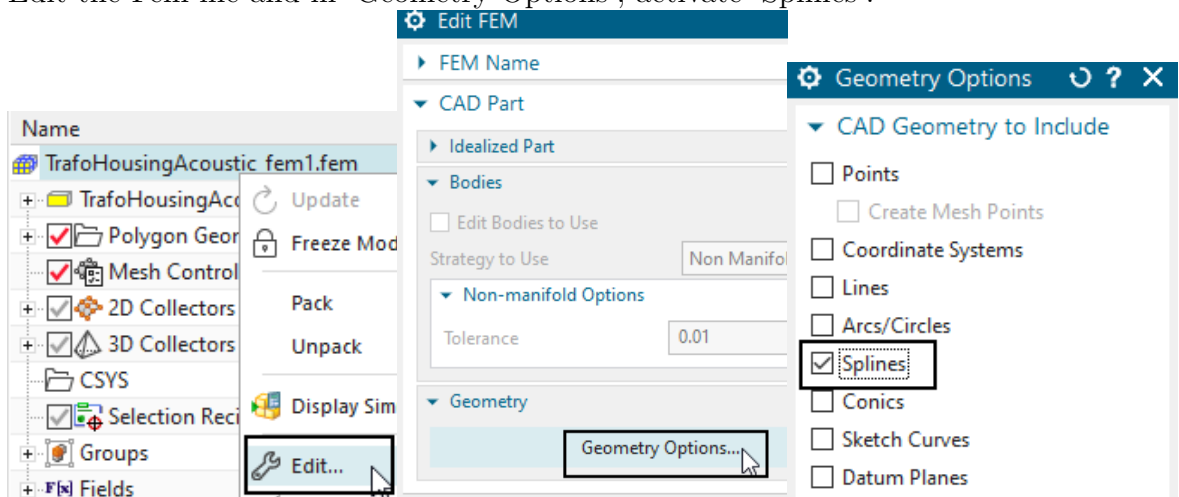 Edit the Fem file and in "Geometry Options", activate "Splines".
Name
TrafoHousingAcoustic_fem1.fem
TrafoHousingAco
Polygon Geor
Mesh Control
2D Collectors
3D Collectors
CSYS
Selection Reci
Groups
Fields
Update
Freeze Mod
Pack
Unpack
Display Sim
Edit...
Edit FEM
FEM Name
CAD Part
Idealized Part
Bodies
Edit Bodies to Use
Strategy to Use
Non Manifol
Non-manifold Options
Tolerance
0.01
Geometry
Geometry Options...
Geometry Options
CAD Geometry to Include
Points
Create Mesh Points
Coordinate Systems
Lines
Arcs/Circles
Splines
Conics
Sketch Curves
Datum Planes